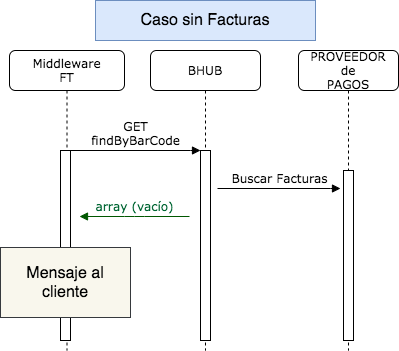 Caso sin Facturas
Middleware
FT
BHUB
PROVEEDOR
de
PAGOS
GET
findByBarCode
Buscar Facturas
array (vacío)
Mensaje al
cliente